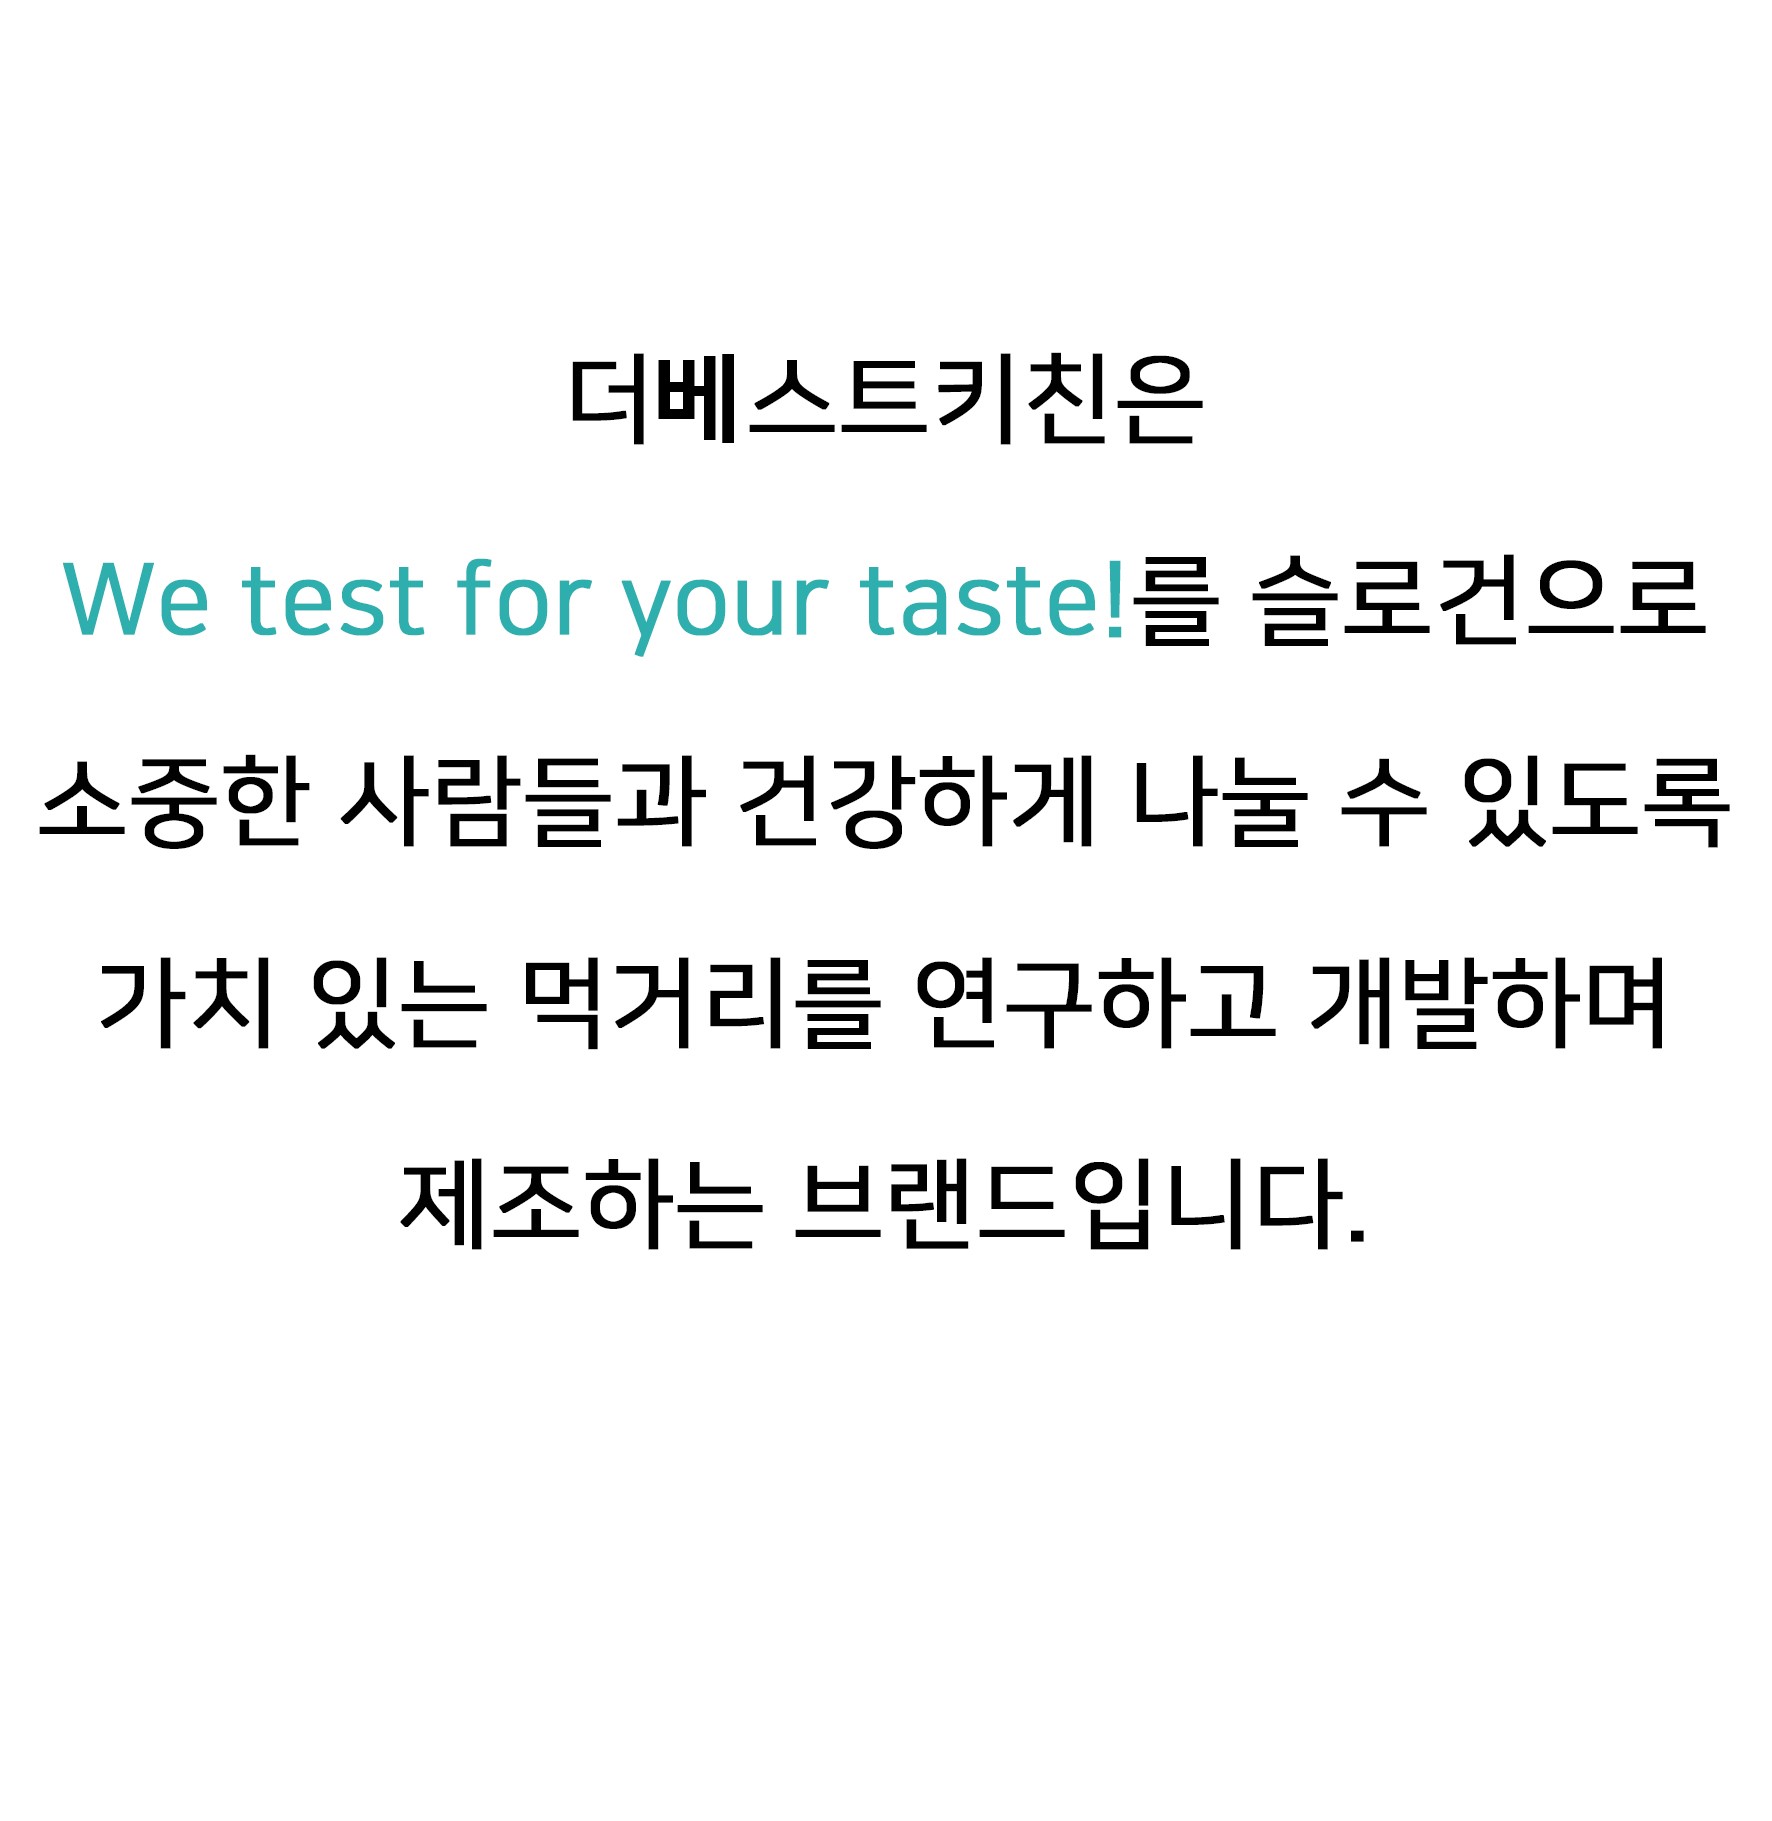 더베스트키친은
We test for your taste!를 슬로건으로
소중한 사람들과 건강하게 나눌 수 있도록
가치 있는 먹거리를 연구하고 개발하며
제조하는 브랜드입니다.